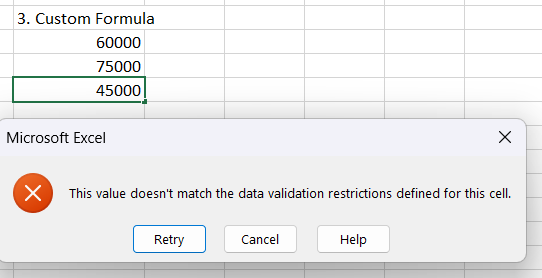 3. Custom Formula
60000
75000
45000
Microsoft Excel
This value doesn't match the data validation restrictions defined for this cell.
Retry Cancel Help